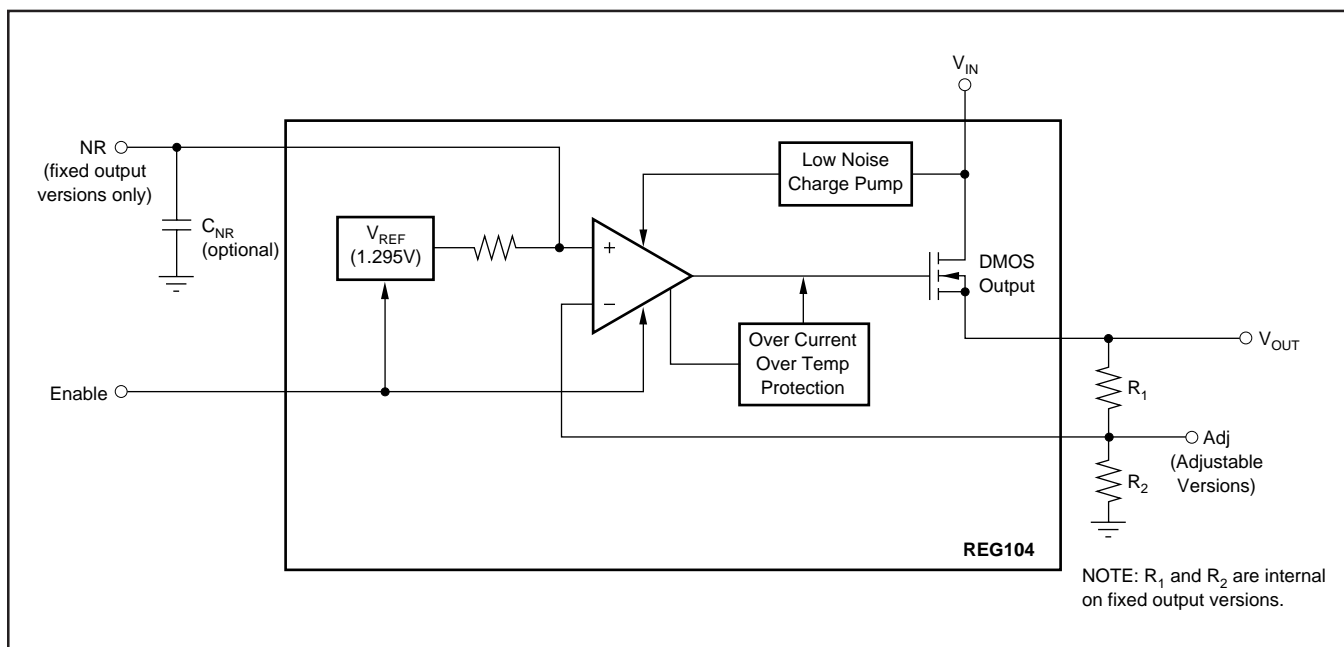 V_IN
NR
(fixed output
versions only)
C_NR
(optional)
V_REF
(1.295V)
+
−
Low Noise
Charge Pump
DMOS
Output
Over Current
Over Temp
Protection
V_OUT
R_1
Enable
Adj
(Adjustable
Versions)
R_2
REG104
NOTE: R_1 and R_2 are internal
on fixed output versions.